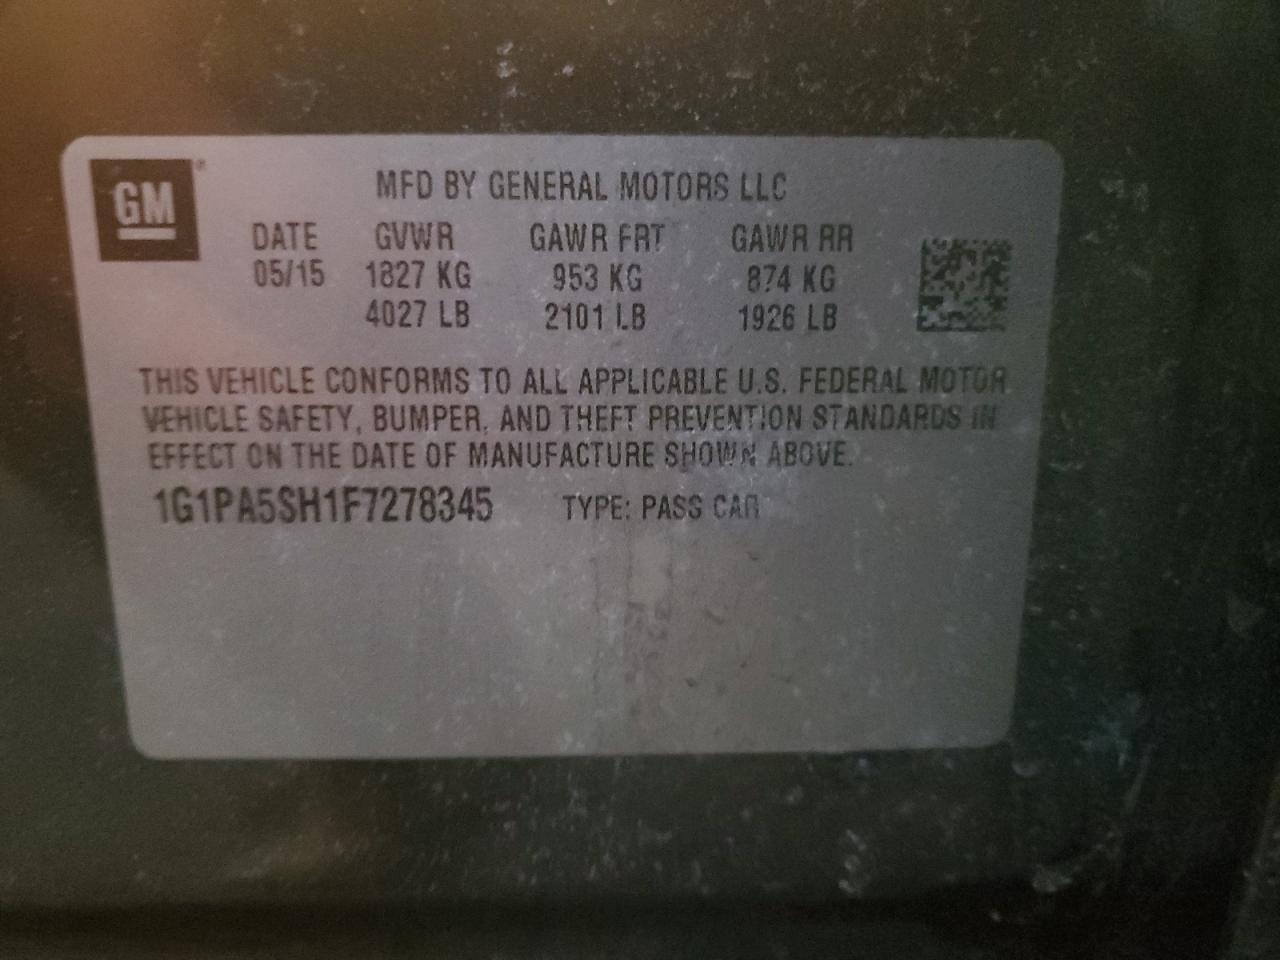 GM
MFD BY GENERAL MOTORS LLC
DATE GVWR GAWR FRT GAWR RR
05/15 1827 KG 953 KG 874 KG
4027 LB 2101 LB 1926 LB
THIS VEHICLE CONFORMS TO ALL APPLICABLE U.S. FEDERAL MOTOR
VEHICLE SAFETY, BUMPER, AND THEFT PREVENTION STANDARDS IN
EFFECT ON THE DATE OF MANUFACTURE SHOWN ABOVE.
1G1PA5SH1F7278345 TYPE: PASS CAR